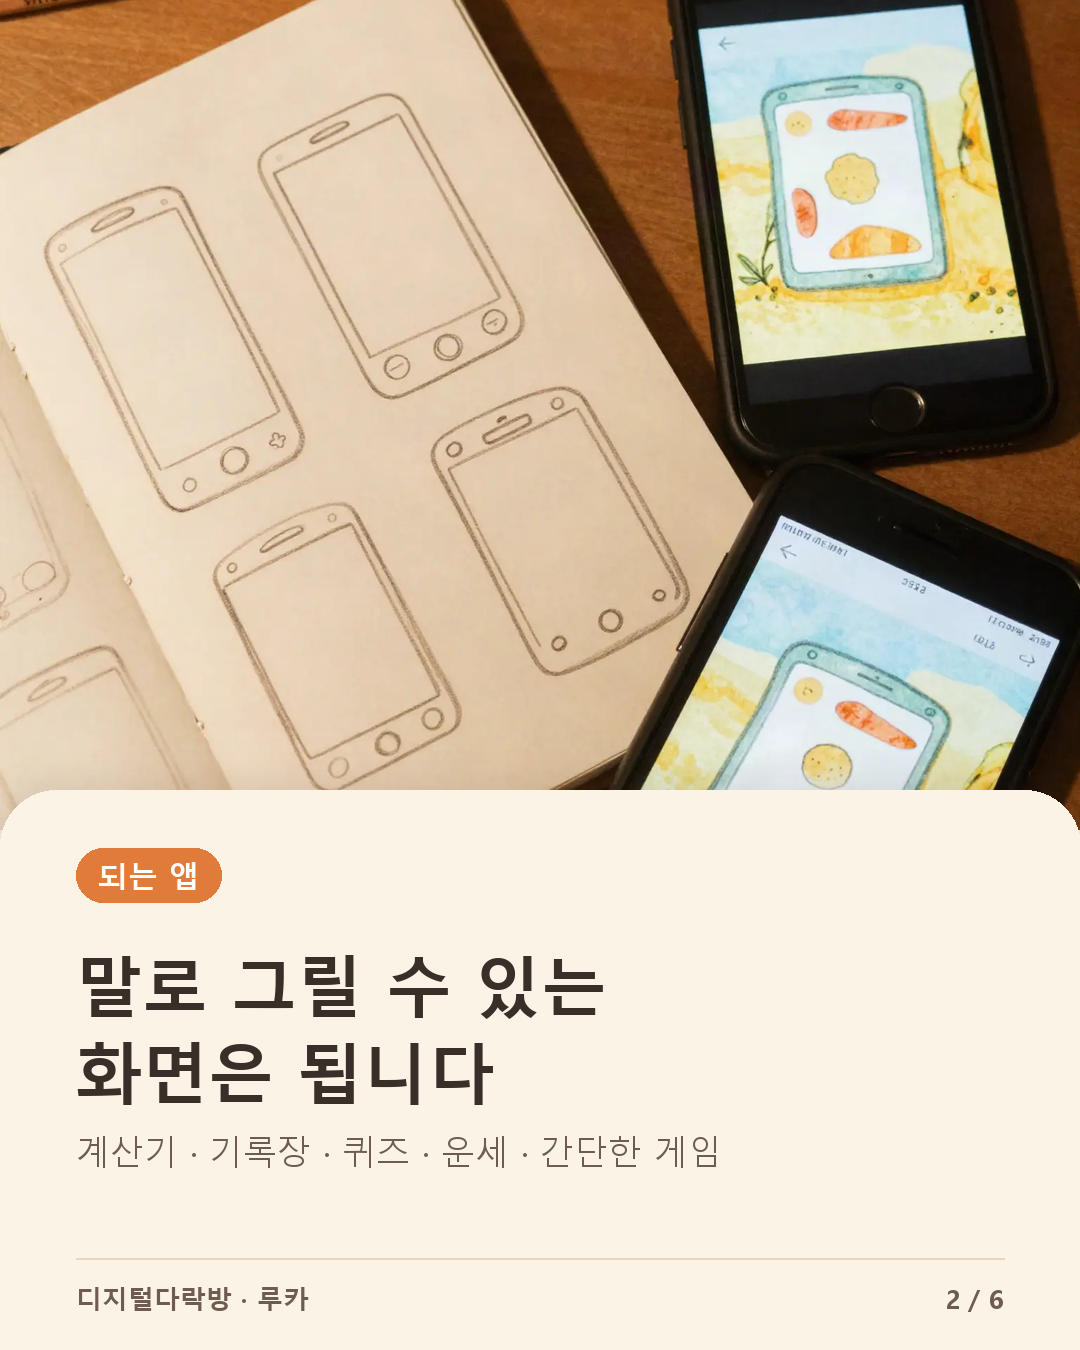 되는 앱
말로 그릴 수 있는
화면은 됩니다
계산기 · 기록장 · 퀴즈 · 운세 · 간단한 게임
디지털다락방 · 루카
2 / 6